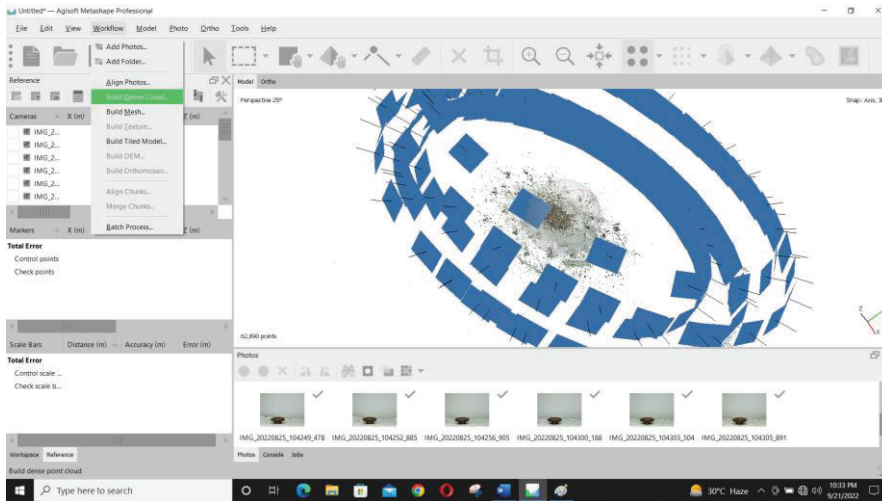 Untitled* — Agisoft Metashape Professional
File Edit View Workflow Model Photo Ortho Tools Help
Add Photos...
Add Folder...
Align Photos...
Build Dense Cloud...
Build Mesh...
Build Texture...
Build Tiled Model...
Build DEM...
Build Orthomosaic...
Align Chunks...
Merge Chunks...
Batch Process...
Reference
Cameras X (m) Z (m)
IMG_2...
IMG_2...
IMG_2...
IMG_2...
IMG_2...
IMG_2...
Markers X (m) Z (m)
Total Error
Control points
Check points
Scale Bars Distance (m) Accuracy (m) Error (m)
Total Error
Control scale ...
Check scale b...
Workspace Reference
Build dense point cloud
Model Ortho
Perspective 25°
Snap: Axis, 3
62,890 points
Z
X
Photos
IMG_20220825_104249_478 IMG_20220825_104252_885 IMG_20220825_104256_905 IMG_20220825_104300_188 IMG_20220825_104303_504 IMG_20220825_104305_891
Photos Console Jobs
Type here to search
30°C Haze
10:33 PM
9/21/2022